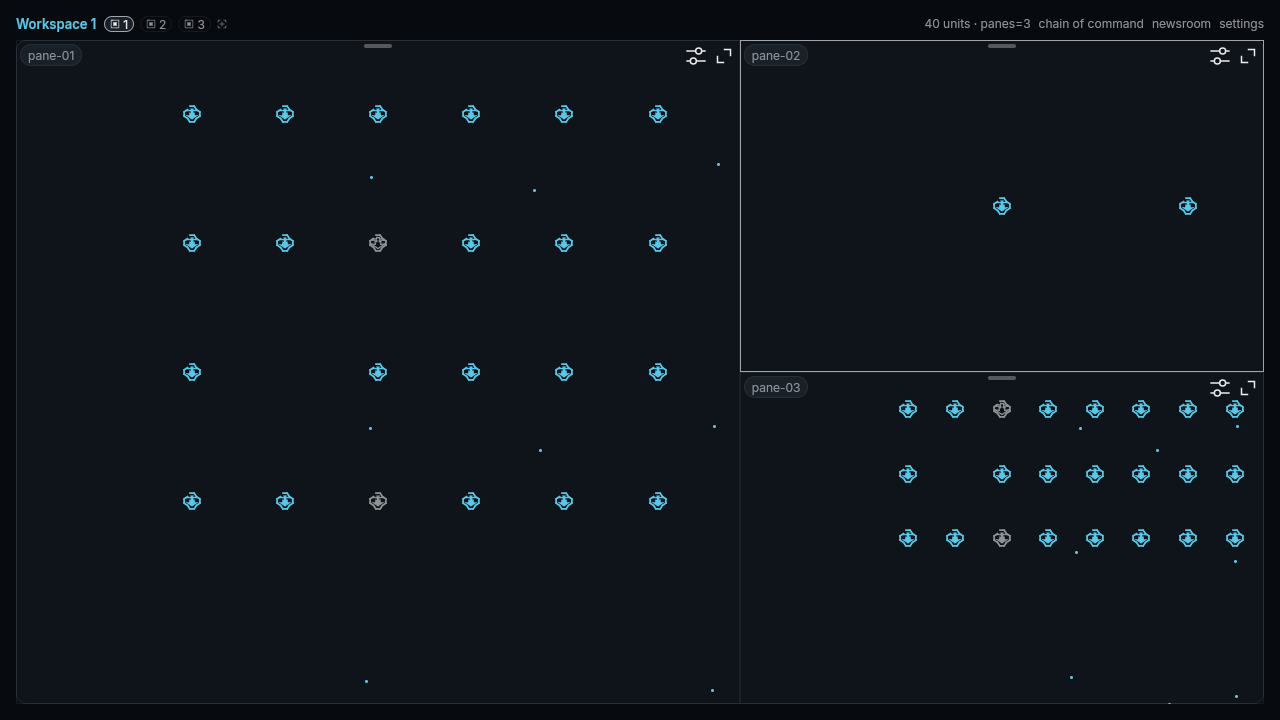 Workspace 1 1 2 3
40 units · panes=3 chain of command newsroom settings
pane-01
pane-02
pane-03